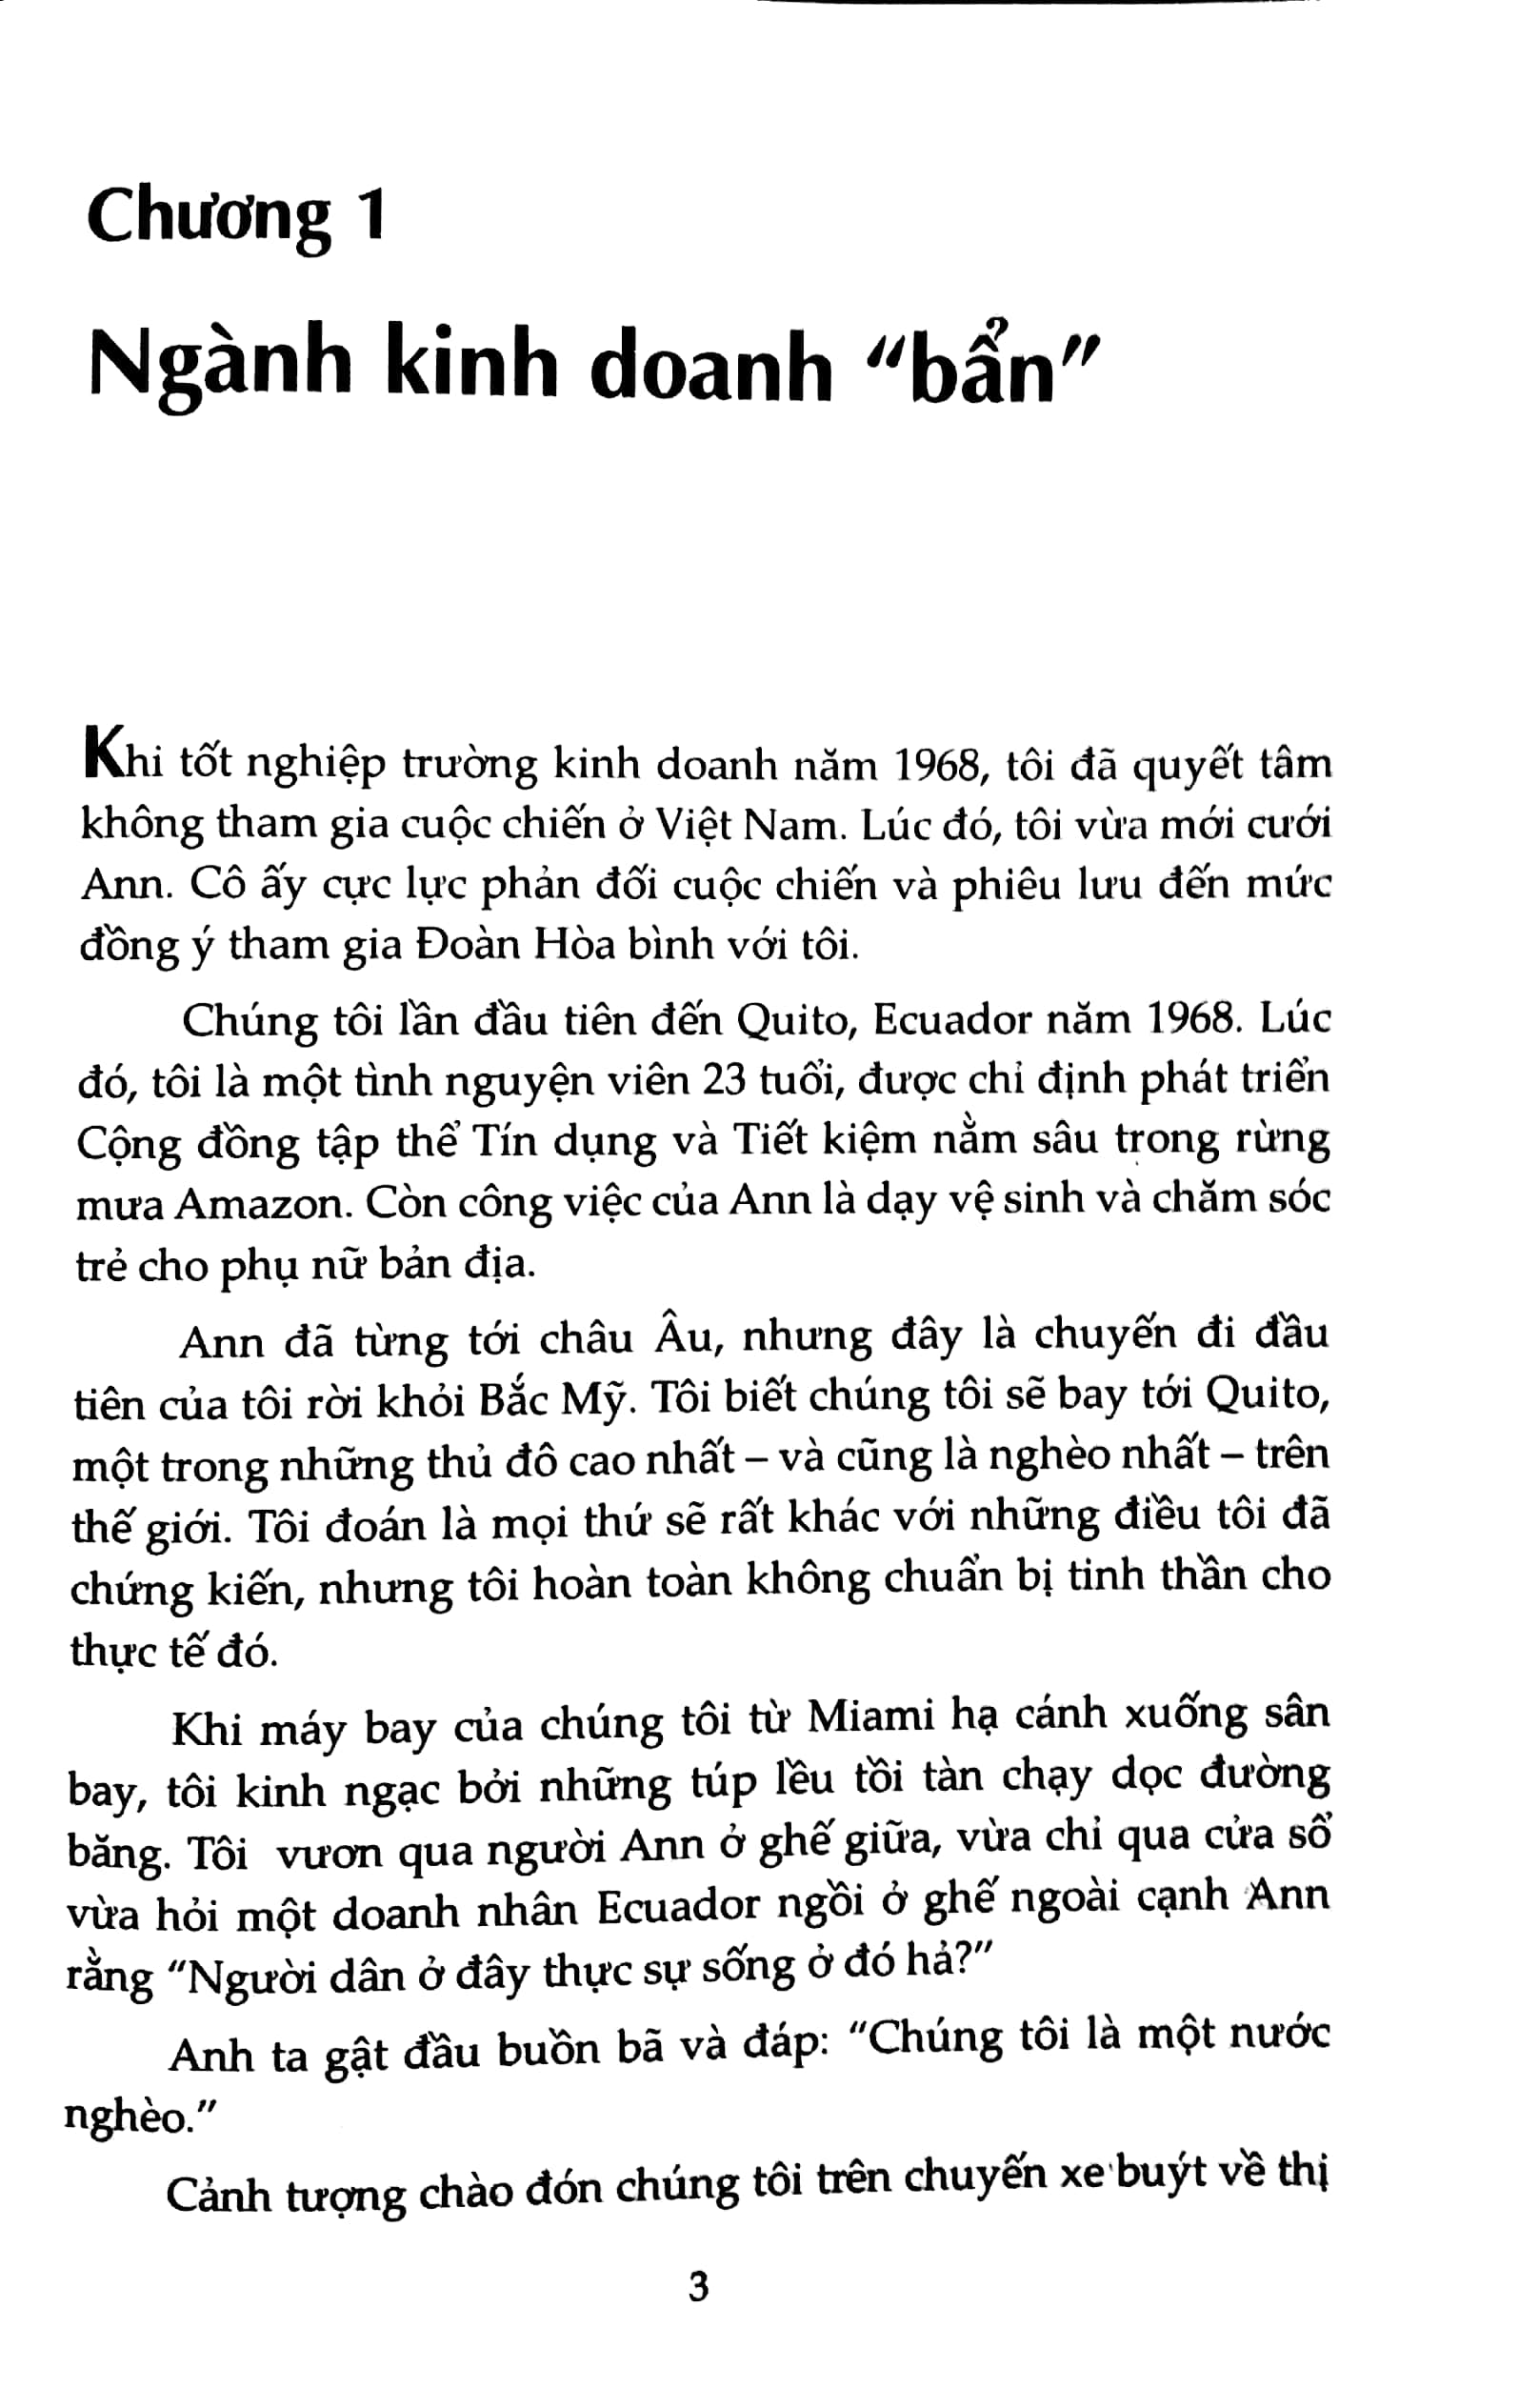 Chương 1
Ngành kinh doanh “bẩn”
Khi tốt nghiệp trường kinh doanh năm 1968, tôi đã quyết tâm
không tham gia cuộc chiến ở Việt Nam. Lúc đó, tôi vừa mới cưới
Ann. Cô ấy cực lực phản đối cuộc chiến và phiêu lưu đến mức
đồng ý tham gia Đoàn Hòa bình với tôi.
Chúng tôi lần đầu tiên đến Quito, Ecuador năm 1968. Lúc
đó, tôi là một tình nguyện viên 23 tuổi, được chỉ định phát triển
Cộng đồng tập thể Tín dụng và Tiết kiệm nằm sâu trong rừng
mưa Amazon. Còn công việc của Ann là dạy vệ sinh và chăm sóc
trẻ cho phụ nữ bản địa.
Ann đã từng tới châu Âu, nhưng đây là chuyến đi đầu
tiên của tôi rời khỏi Bắc Mỹ. Tôi biết chúng tôi sẽ bay tới Quito,
một trong những thủ đô cao nhất – và cũng là nghèo nhất – trên
thế giới. Tôi đoán là mọi thứ sẽ rất khác với những điều tôi đã
chứng kiến, nhưng tôi hoàn toàn không chuẩn bị tinh thần cho
thực tế đó.
Khi máy bay của chúng tôi từ Miami hạ cánh xuống sân
bay, tôi kinh ngạc bởi những túp lều tồi tàn chạy dọc đường
băng. Tôi vươn qua người Ann ở ghế giữa, vừa chỉ qua cửa sổ
vừa hỏi một doanh nhân Ecuador ngồi ở ghế ngoài cạnh Ann
rằng “Người dân ở đây thực sự sống ở đó hả?”
Anh ta gật đầu buồn bã và đáp: “Chúng tôi là một nước
nghèo.”
Cảnh tượng chào đón chúng tôi trên chuyến xe buýt về thị
3